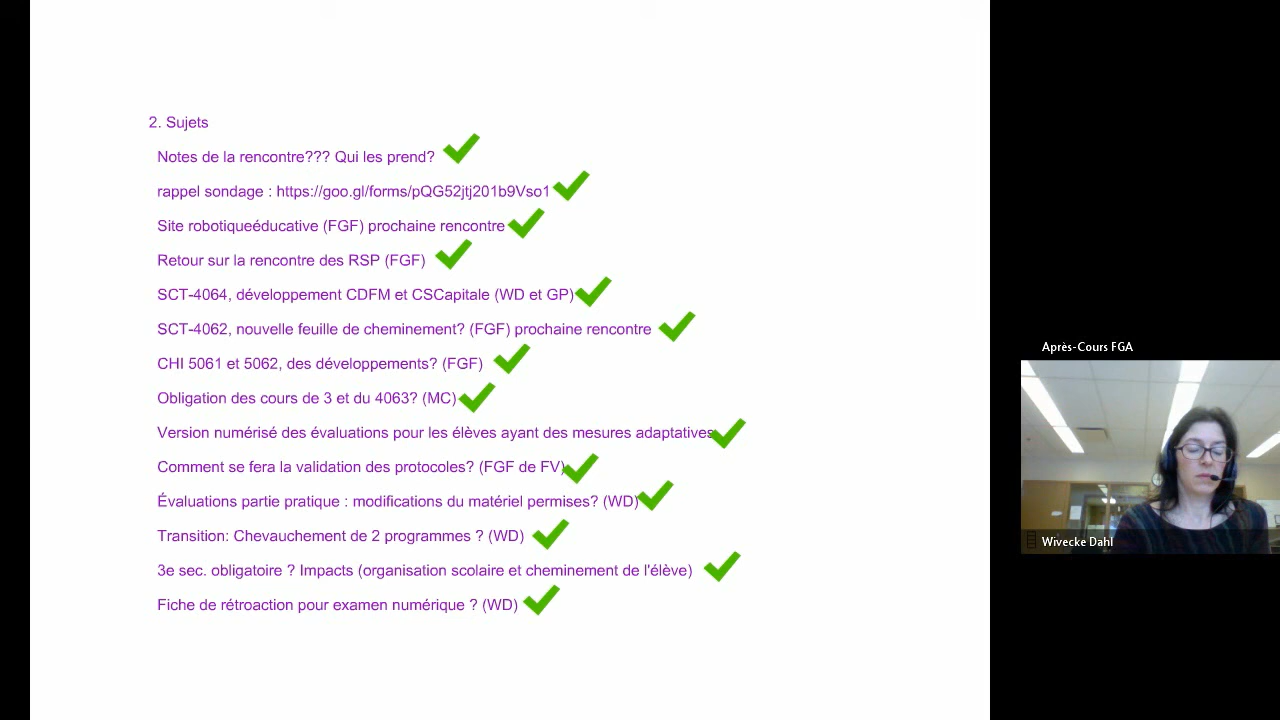 2. Sujets
Notes de la rencontre??? Qui les prend?
rappel sondage : https://goo.gl/forms/pQG52jtj201b9Vso1
Site robotiqueéducative (FGF) prochaine rencontre
Retour sur la rencontre des RSP (FGF)
SCT-4064, développement CDFM et CSCapitale (WD et GP)
SCT-4062, nouvelle feuille de cheminement? (FGF) prochaine rencontre
CHI 5061 et 5062, des développements? (FGF)
Obligation des cours de 3 et du 4063? (MC)
Version numérisé des évaluations pour les élèves ayant des mesures adaptatives
Comment se fera la validation des protocoles? (FGF de FV)
Évaluations partie pratique : modifications du matériel permises? (WD)
Transition: Chevauchement de 2 programmes ? (WD)
3e sec. obligatoire ? Impacts (organisation scolaire et cheminement de l'élève)
Fiche de rétroaction pour examen numérique ? (WD)
Après-Cours FGA
Wivecke Dahl